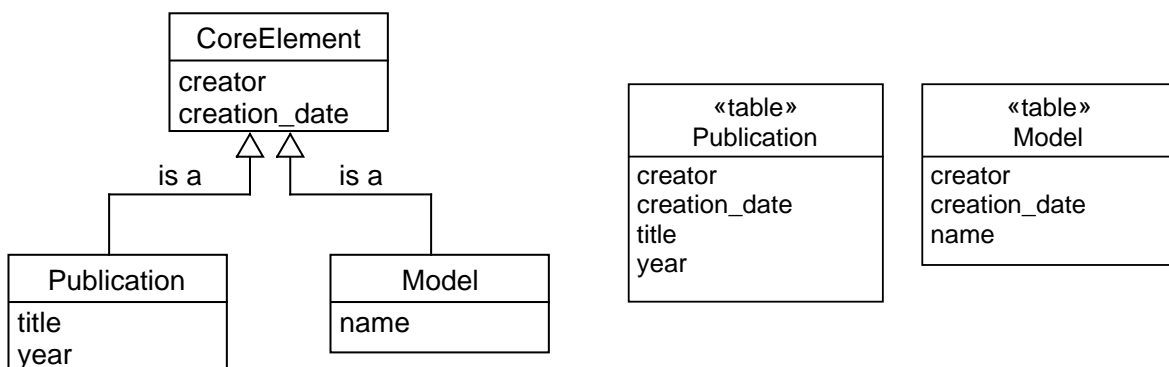 CoreElement
creator
creation_date
is a
is a
Publication
title
year
Model
name
«table»
Publication
creator
creation_date
title
year
«table»
Model
creator
creation_date
name